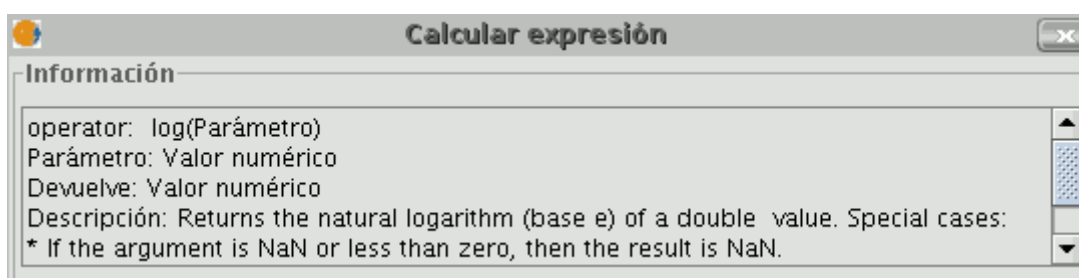 Calcular expresión
Información
operator: log(Parámetro)
Parámetro: Valor numérico
Devuelve: Valor numérico
Descripción: Returns the natural logarithm (base e) of a double value. Special cases:
* If the argument is NaN or less than zero, then the result is NaN.